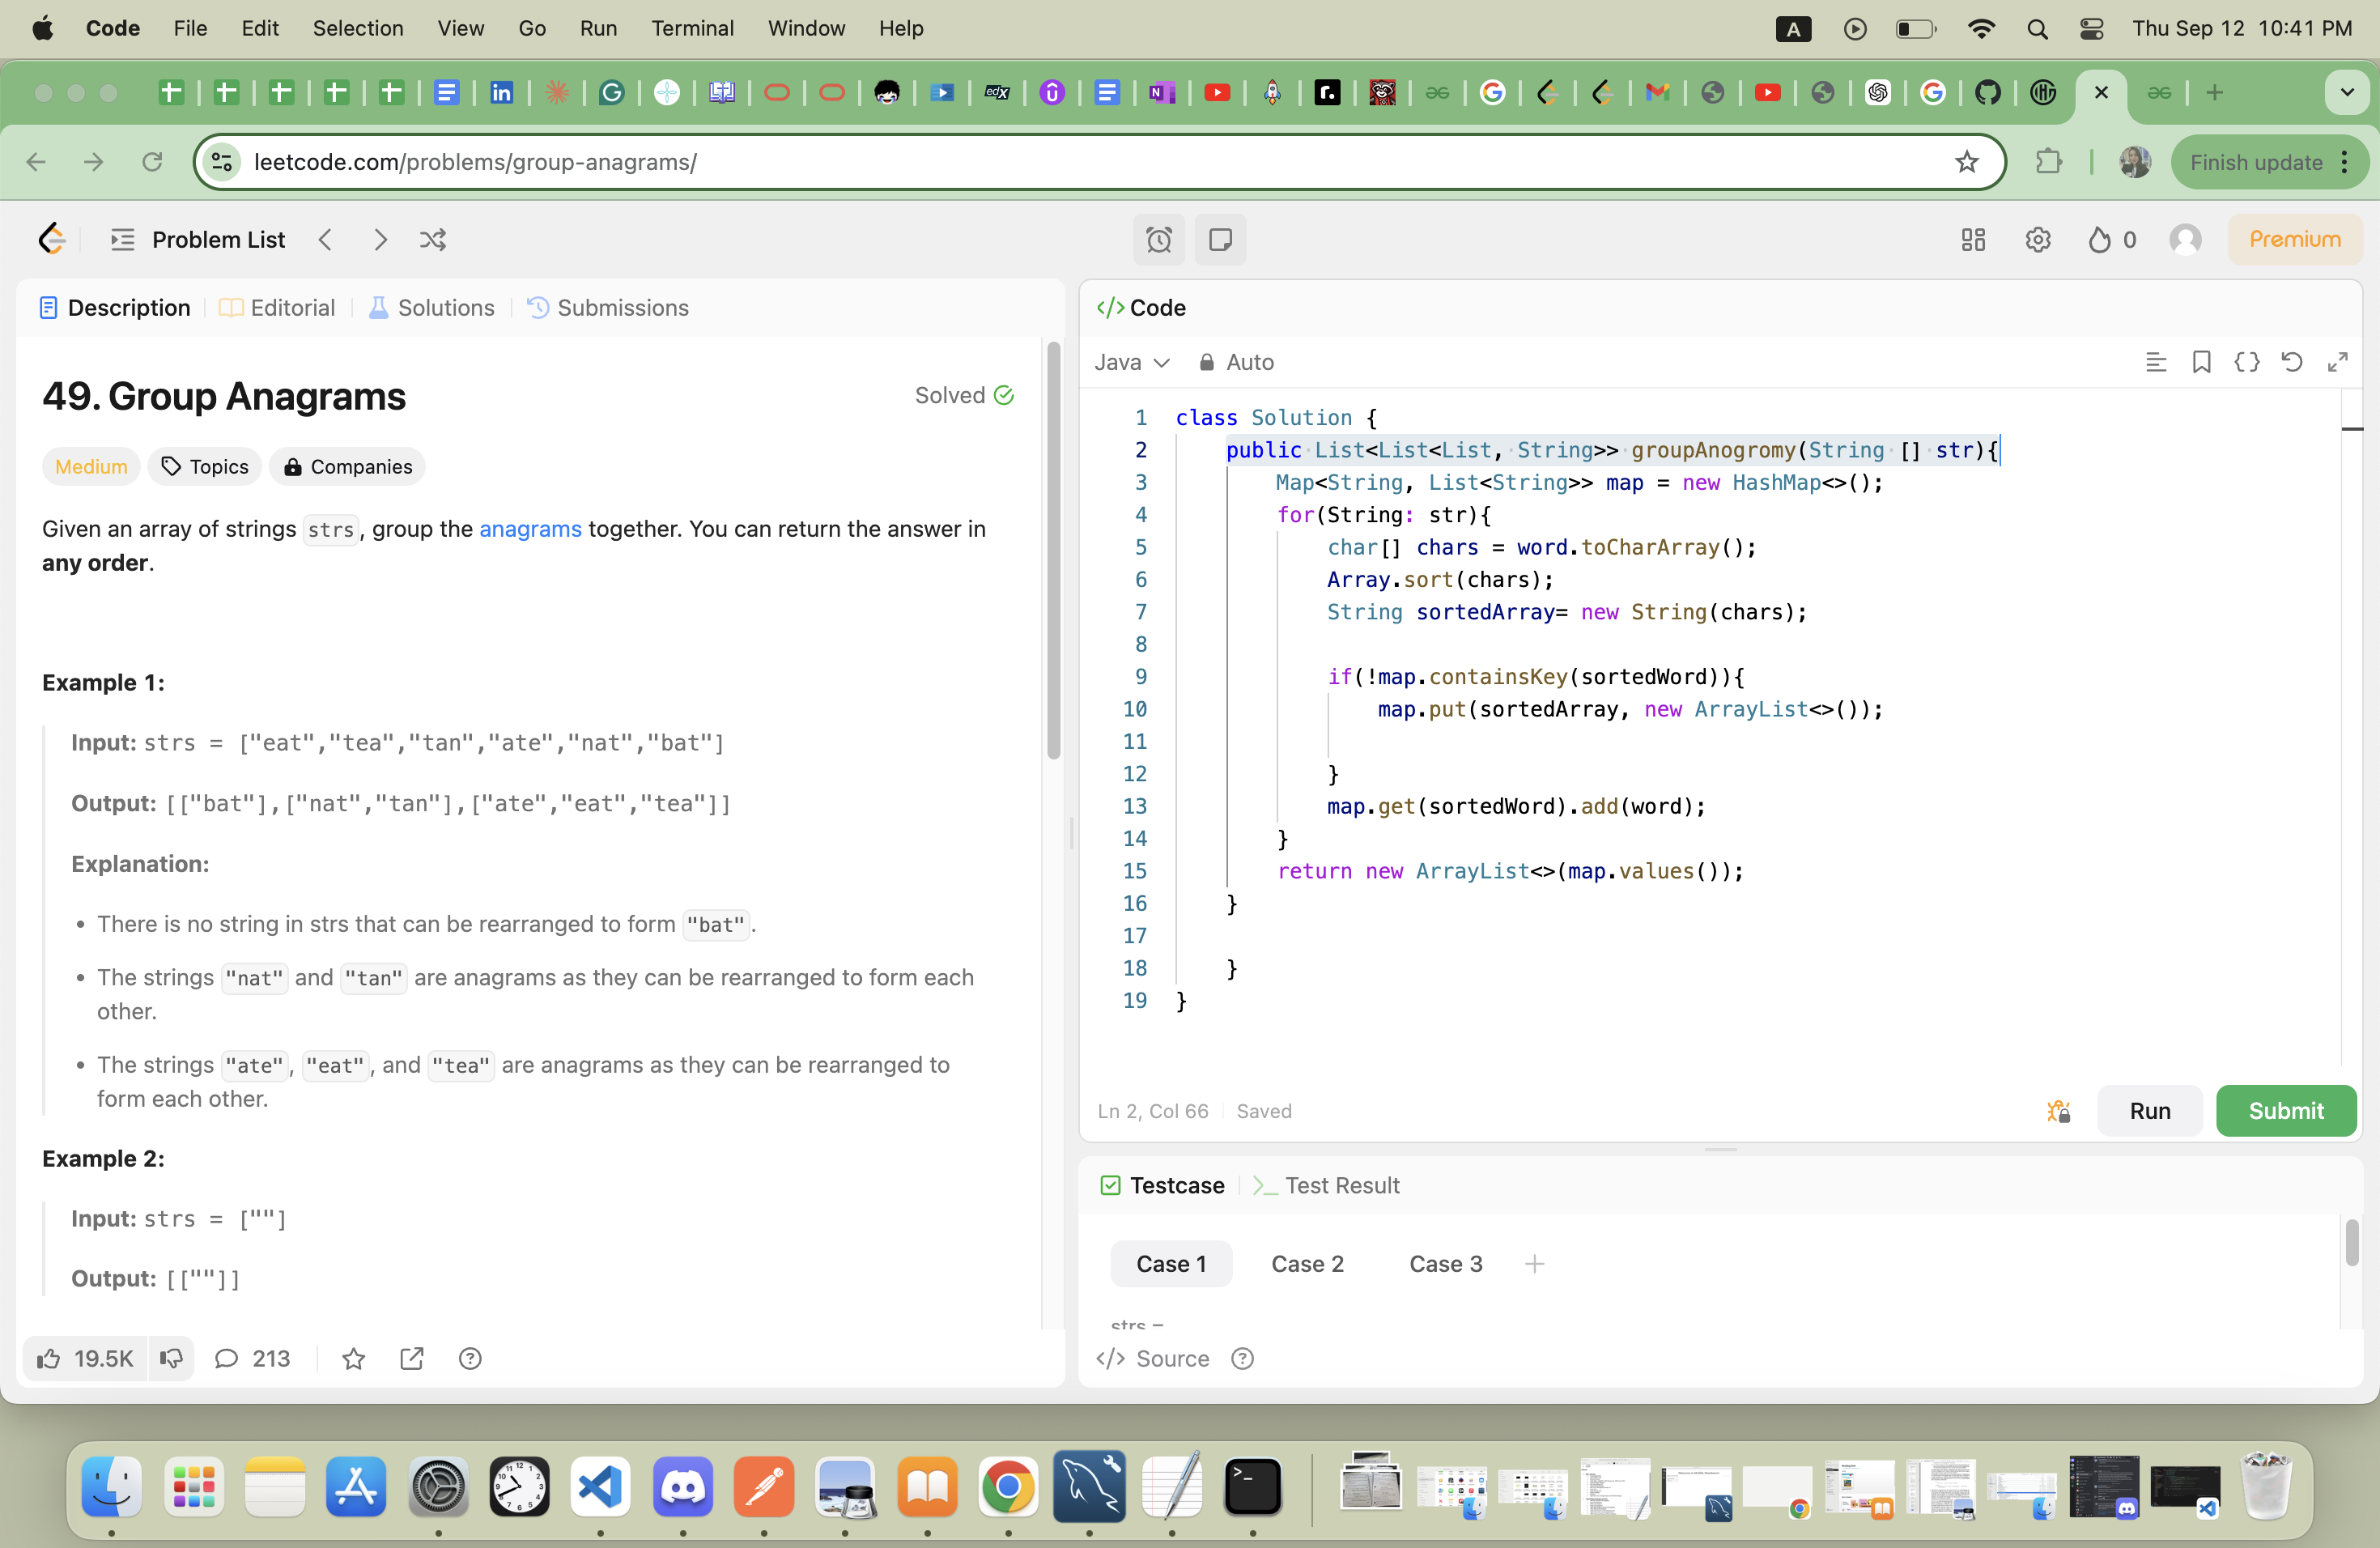 Code File Edit Selection View Go Run Terminal Window Help A Thu Sep 12 10:41 PM
leetcode.com/problems/group-anagrams/ Finish update
Problem List 0 Premium
Description Editorial Solutions Submissions
49. Group Anagrams Solved
Medium Topics Companies
Given an array of strings strs, group the anagrams together. You can return the answer in
any order.
Example 1:
Input: strs = ["eat","tea","tan","ate","nat","bat"]
Output: [["bat"],["nat","tan"],["ate","eat","tea"]]
Explanation:
• There is no string in strs that can be rearranged to form "bat".
• The strings "nat" and "tan" are anagrams as they can be rearranged to form each
other.
• The strings "ate", "eat", and "tea" are anagrams as they can be rearranged to
form each other.
Example 2:
Input: strs = [""]
Output: [[""]]
19.5K 213
</> Code
Java Auto
1 class Solution {
2 public List<List<List, String>> groupAnogromy(String [] str){
3 Map<String, List<String>> map = new HashMap<>();
4 for(String: str){
5 char[] chars = word.toCharArray();
6 Array.sort(chars);
7 String sortedArray= new String(chars);
8
9 if(!map.containsKey(sortedWord)){
10 map.put(sortedArray, new ArrayList<>());
11
12 }
13 map.get(sortedWord).add(word);
14 }
15 return new ArrayList<>(map.values());
16 }
17
18 }
19 }
Ln 2, Col 66 Saved Run Submit
Testcase >_ Test Result
Case 1 Case 2 Case 3 +
strs =
</> Source